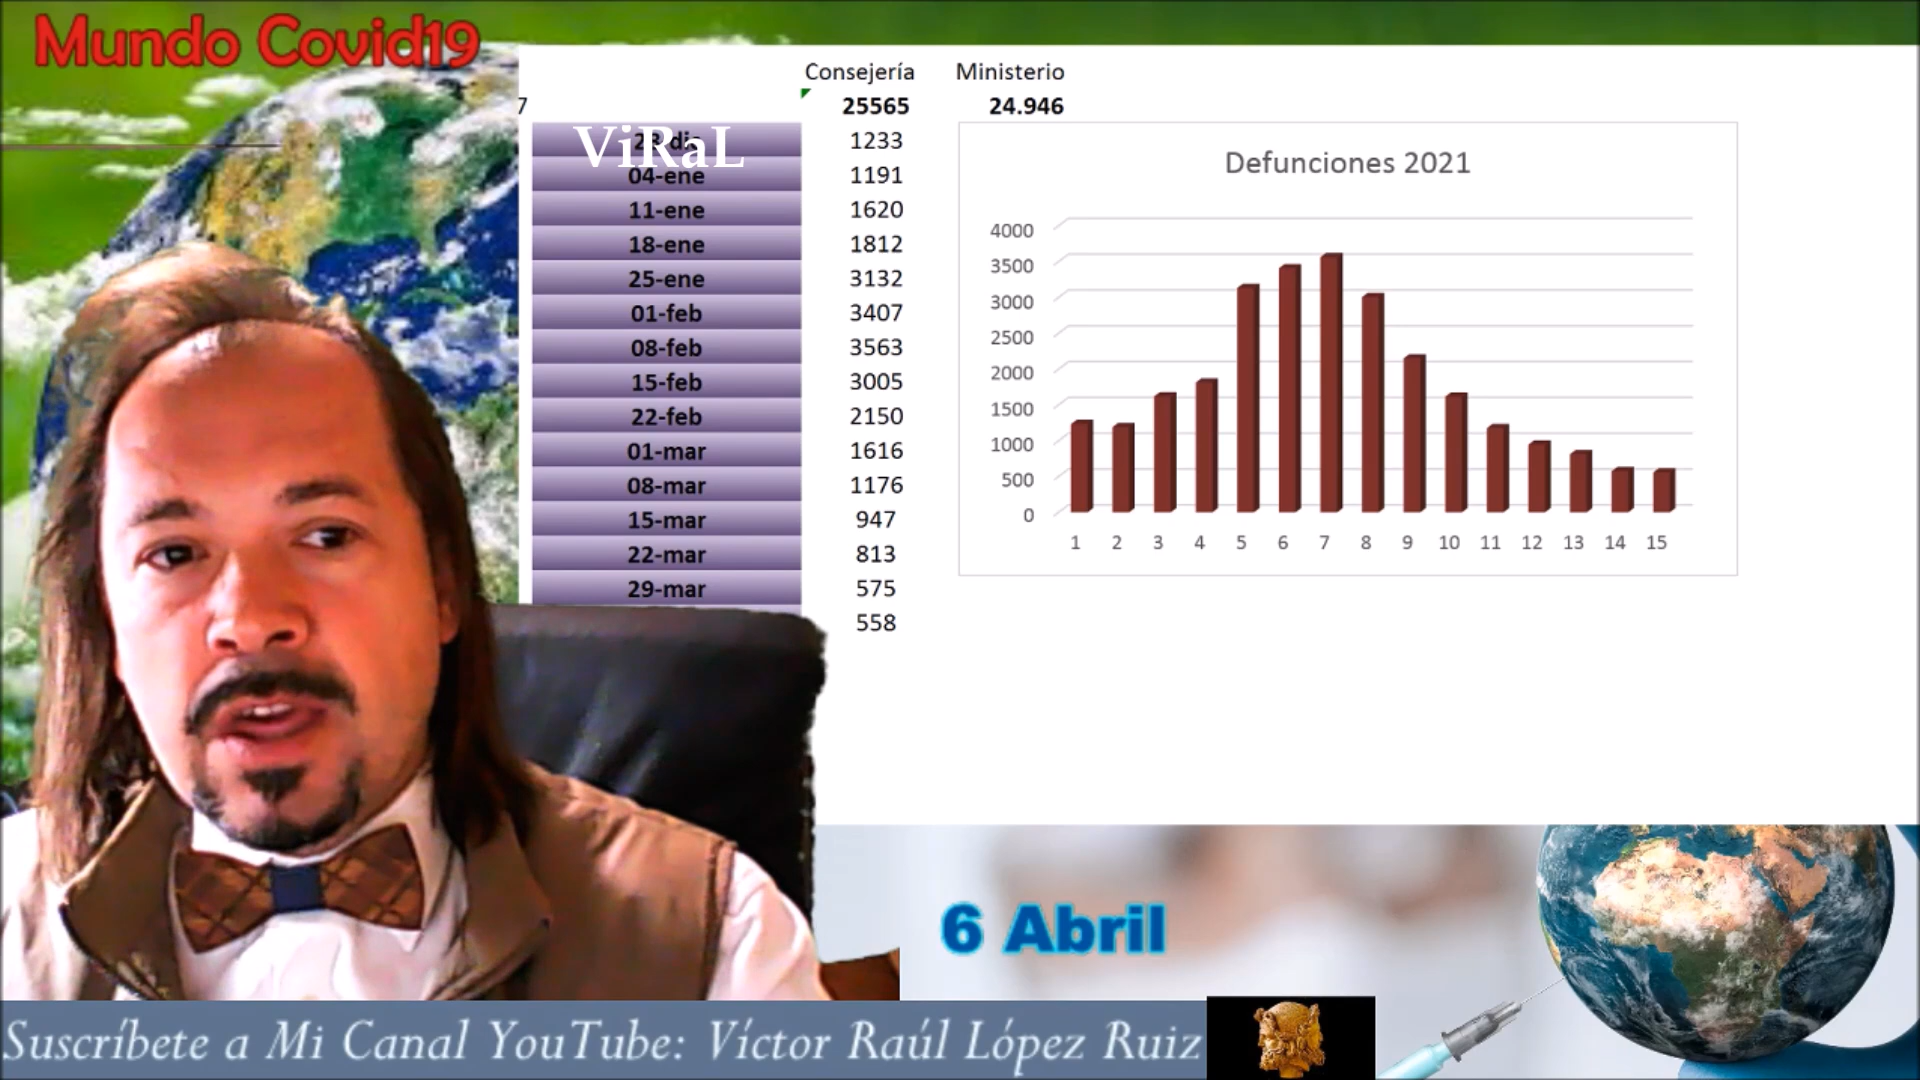 Mundo Covid19
Consejería Ministerio
7 25565 24.946
ViRaL
1233
04-ene 1191
11-ene 1620
18-ene 1812
25-ene 3132
01-feb 3407
08-feb 3563
15-feb 3005
22-feb 2150
01-mar 1616
08-mar 1176
15-mar 947
22-mar 813
29-mar 575
558
Defunciones 2021
4000
3500
3000
2500
2000
1500
1000
500
0
1 2 3 4 5 6 7 8 9 10 11 12 13 14 15
6 Abril
Suscríbete a Mi Canal YouTube: Víctor Raúl López Ruiz